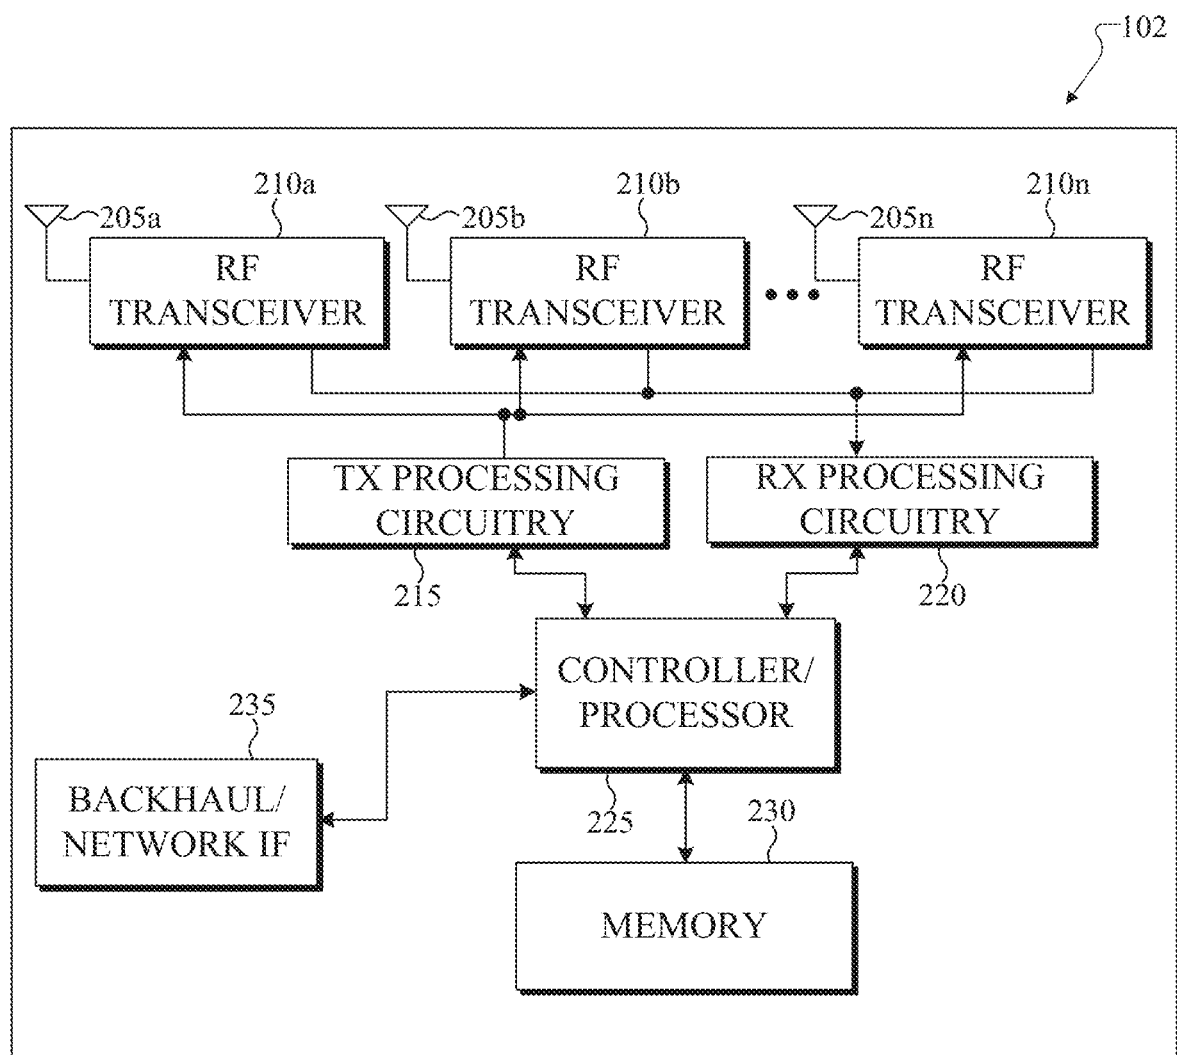 102
210a
210b
210n
205a
205b
205n
RF
TRANSCEIVER
RF
TRANSCEIVER
RF
TRANSCEIVER
TX PROCESSING
CIRCUITRY
RX PROCESSING
CIRCUITRY
215
220
CONTROLLER/
PROCESSOR
235
BACKHAUL/
NETWORK IF
225
230
MEMORY